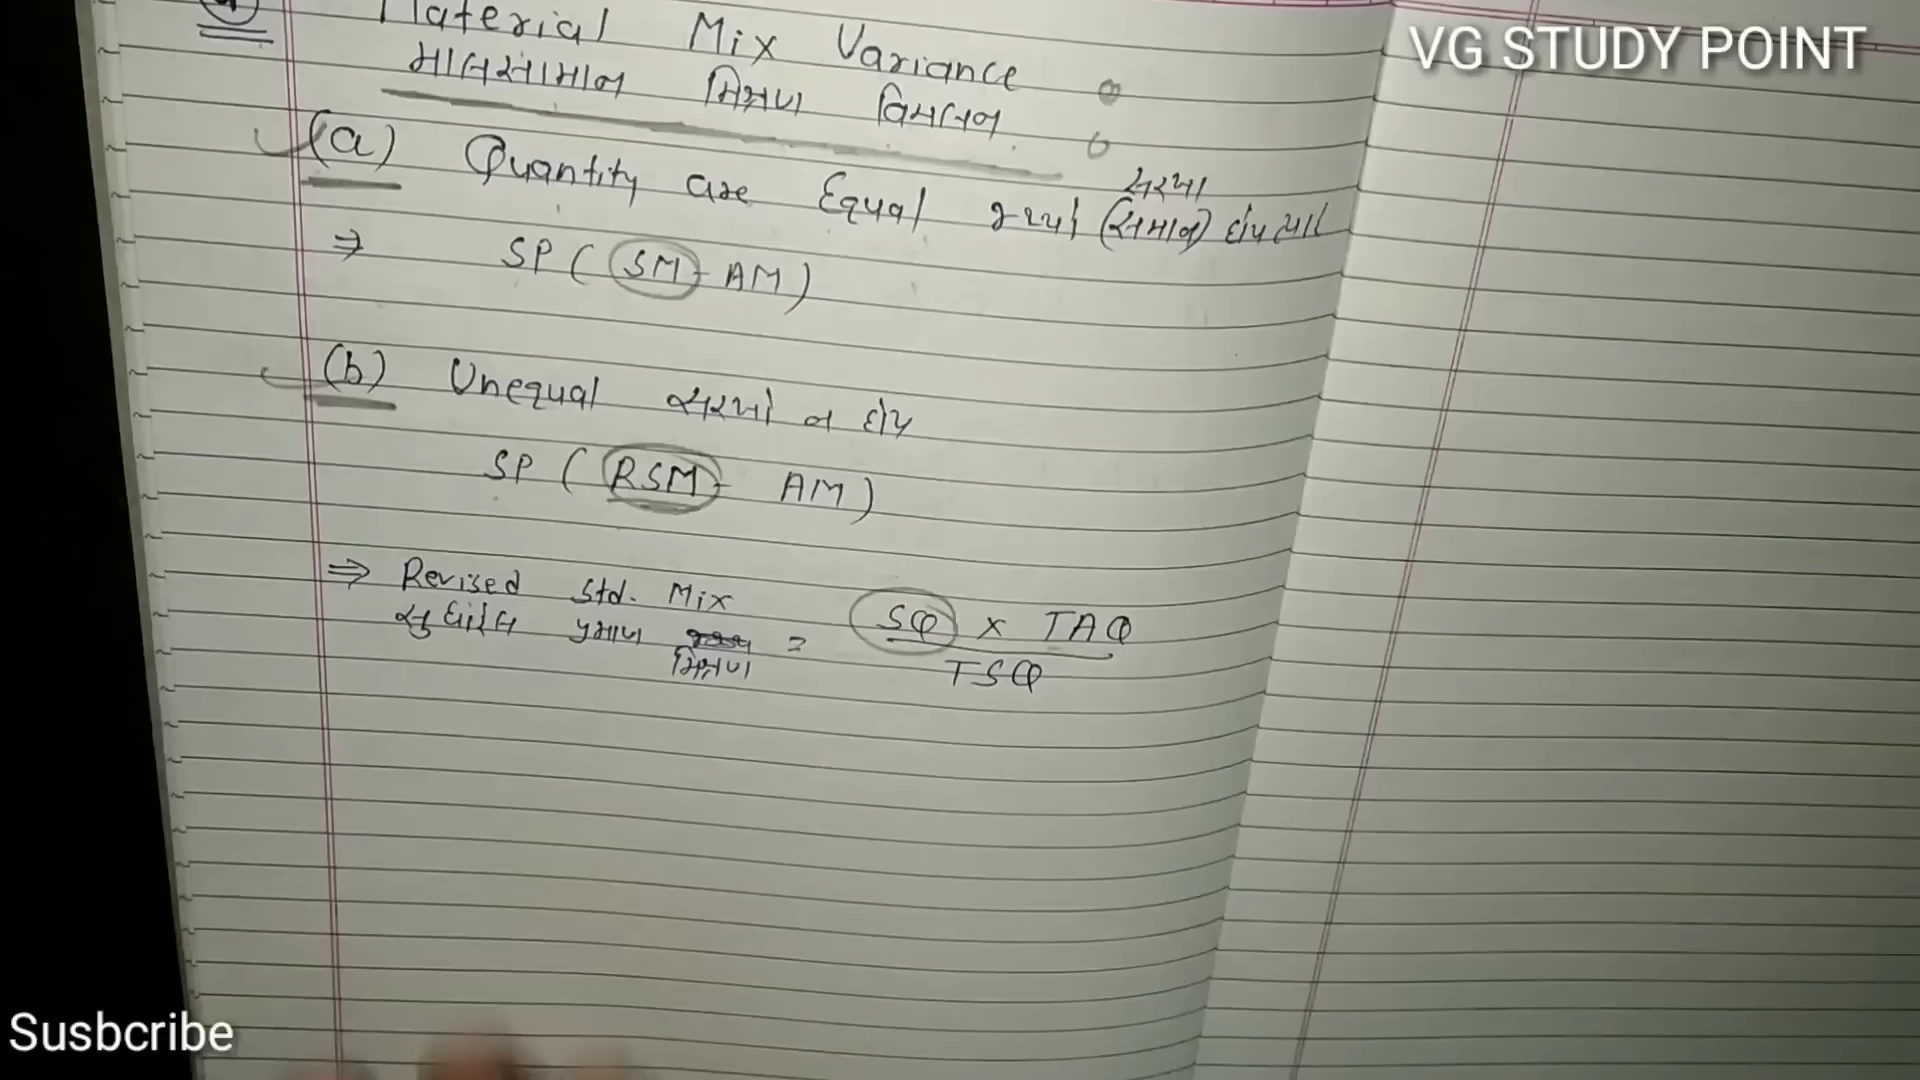 VG STUDY POINT
Material Mix Variance :
માલસામાન મિશ્રણ વિચલન
(a) Quantity are Equal જથ્થો (સમાન) હોય ત્યારે
સરખા
⇒ SP ( SM - AM )
(b) Unequal સરખો ન હોય
SP ( RSM - AM )
⇒ Revised Std. Mix = SQ × TAQ
સુધારેલ પ્રમાણ
મિશ્રણ
TSQ
Susbcribe